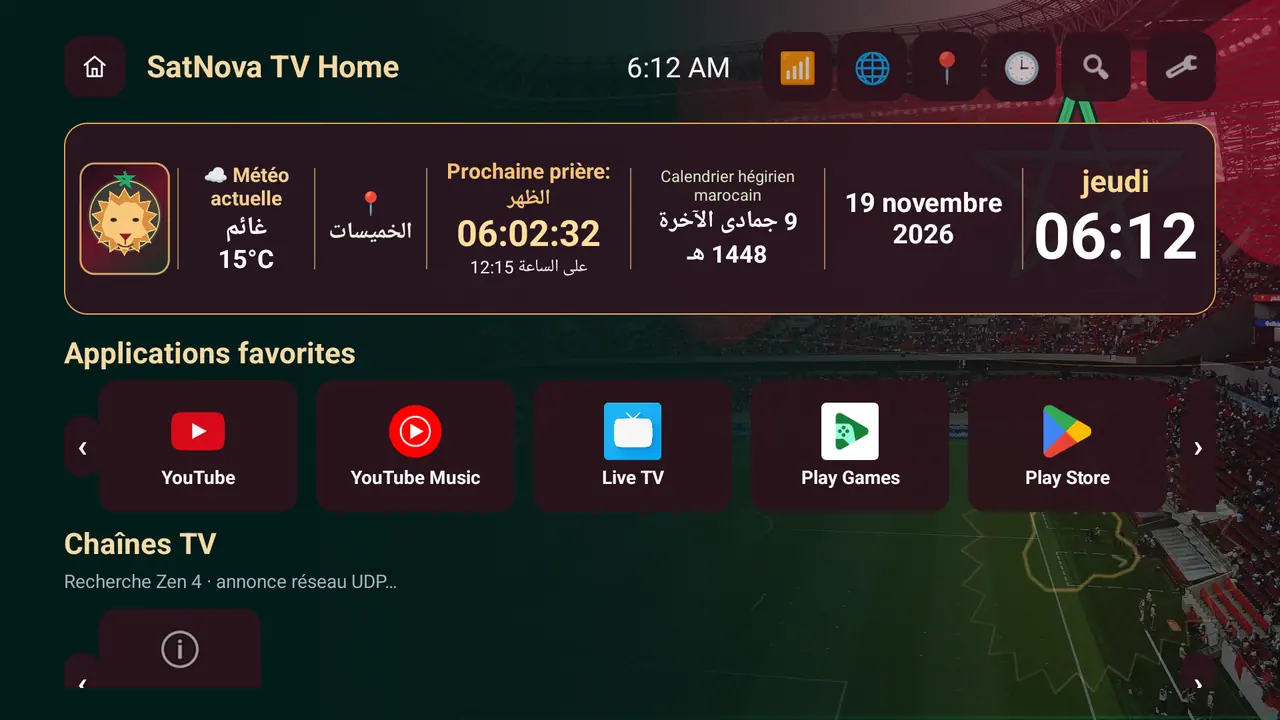 SatNova TV Home
6:12 AM
☁️ Météo
actuelle
غائم
15°C
الخميسات
Prochaine prière:
الظهر
06:02:32
على الساعة 12:15
Calendrier hégirien
marocain
9 جمادى الآخرة
1448 هـ
19 novembre
2026
jeudi
06:12
Applications favorites
‹
YouTube
YouTube Music
Live TV
Play Games
Play Store
›
Chaînes TV
Recherche Zen 4 · annonce réseau UDP…
‹
›